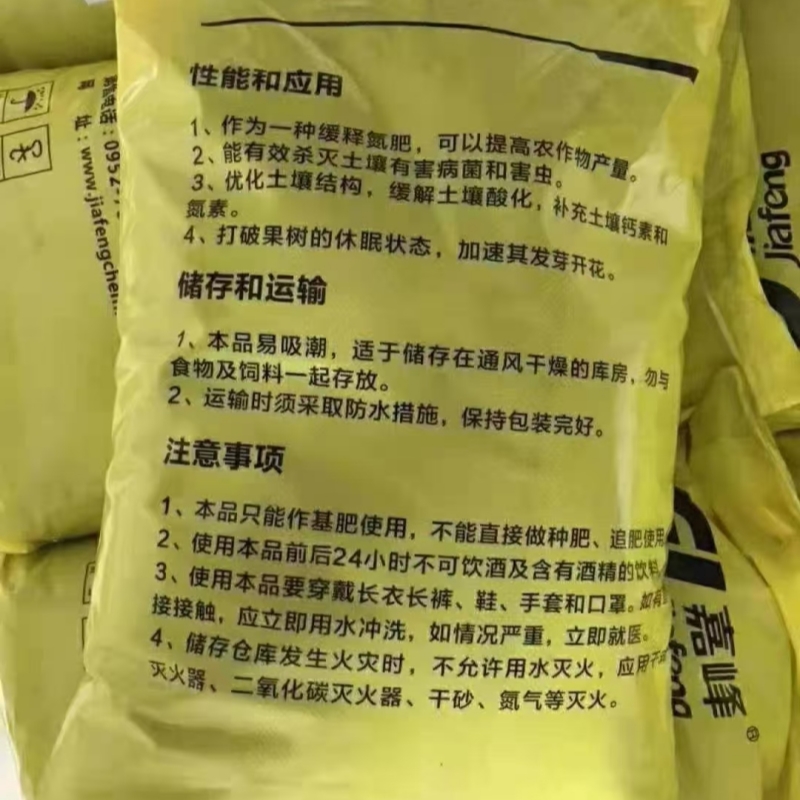 性能和应用
1、作为一种缓释氮肥，可以提高农作物产量。
2、能有效杀灭土壤有害病菌和害虫。
3、优化土壤结构，缓解土壤酸化，补充土壤钙素和
氮素。
4、打破果树的休眠状态，加速其发芽开花。
储存和运输
1、本品易吸潮，适于储存在通风干燥的库房，勿与
食物及饲料一起存放。
2、运输时须采取防水措施，保持包装完好。
注意事项
1、本品只能作基肥使用，不能直接做种肥、追肥使用
2、使用本品前后24小时不可饮酒及含有酒精的饮料
3、使用本品要穿戴长衣长裤、鞋、手套和口罩。如有
接接触，应立即用水冲洗，如情况严重，立即就医。
4、储存仓库发生火灾时，不允许用水灭火，应用干
灭火器、二氧化碳灭火器、干砂、氮气等灭火。
电话：0952-
址：www.jiafengchem
Jiafeng
嘉峰®